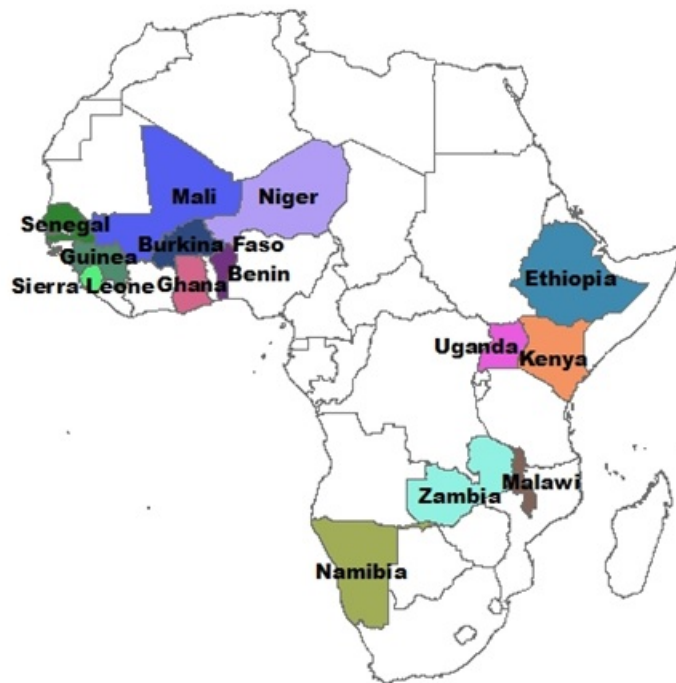 Mali
Niger
Senegal
Burkina Faso
Guinea
Benin
Sierra Leone
Ghana
Ethiopia
Uganda
Kenya
Malawi
Zambia
Namibia